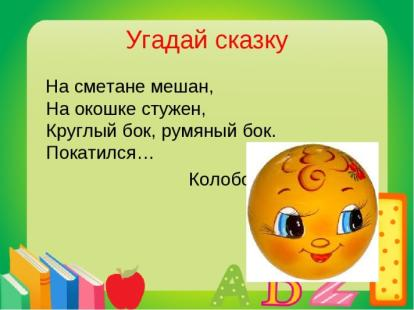 Угадай сказку
На сметане мешан,
На окошке стужен,
Круглый бок, румяный бок.
Покатился…
Колобо
A B Z